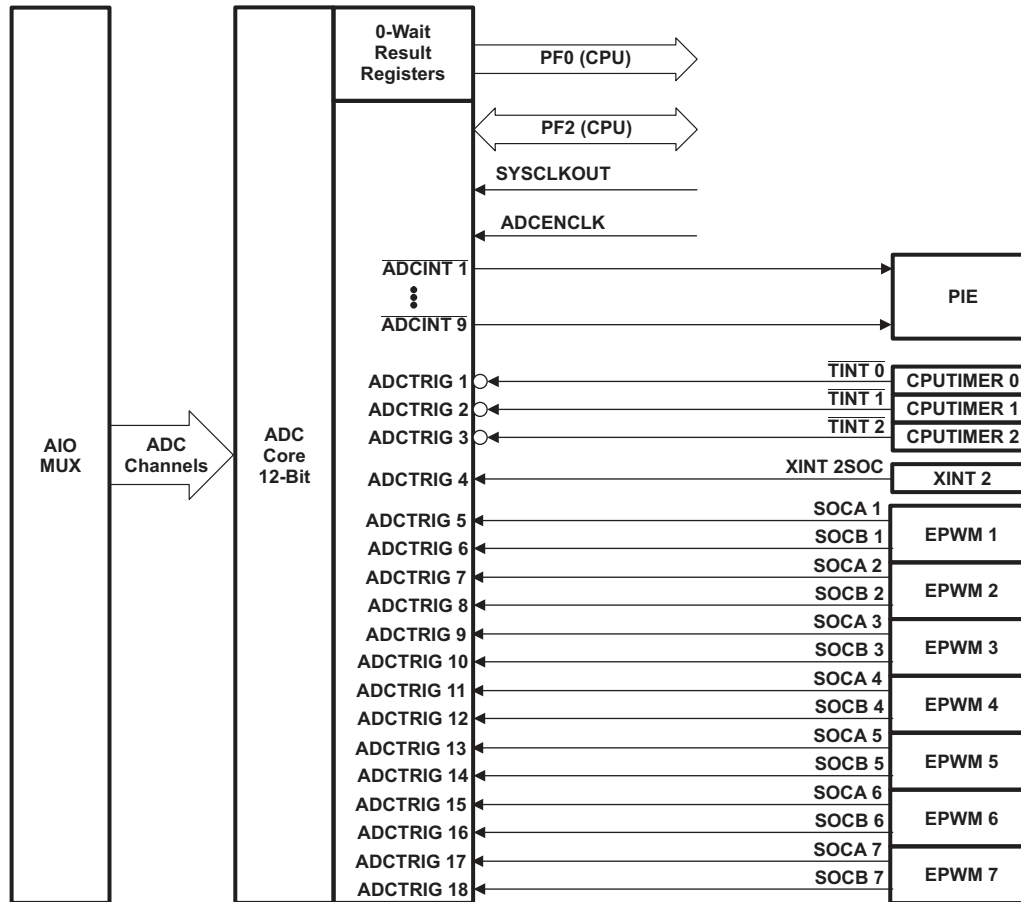 0-Wait
Result
Registers
PF0 (CPU)
PF2 (CPU)
SYSCLKOUT
ADCENCLK
ADCINT 1
ADCINT 9
PIE
AIO
MUX
ADC
Channels
ADC
Core
12-Bit
ADCTRIG 1
TINT 0
CPUTIMER 0
ADCTRIG 2
TINT 1
CPUTIMER 1
ADCTRIG 3
TINT 2
CPUTIMER 2
ADCTRIG 4
XINT 2SOC
XINT 2
ADCTRIG 5
SOCA 1
ADCTRIG 6
SOCB 1
EPWM 1
ADCTRIG 7
SOCA 2
ADCTRIG 8
SOCB 2
EPWM 2
ADCTRIG 9
SOCA 3
ADCTRIG 10
SOCB 3
EPWM 3
ADCTRIG 11
SOCA 4
ADCTRIG 12
SOCB 4
EPWM 4
ADCTRIG 13
SOCA 5
ADCTRIG 14
SOCB 5
EPWM 5
ADCTRIG 15
SOCA 6
ADCTRIG 16
SOCB 6
EPWM 6
ADCTRIG 17
SOCA 7
ADCTRIG 18
SOCB 7
EPWM 7